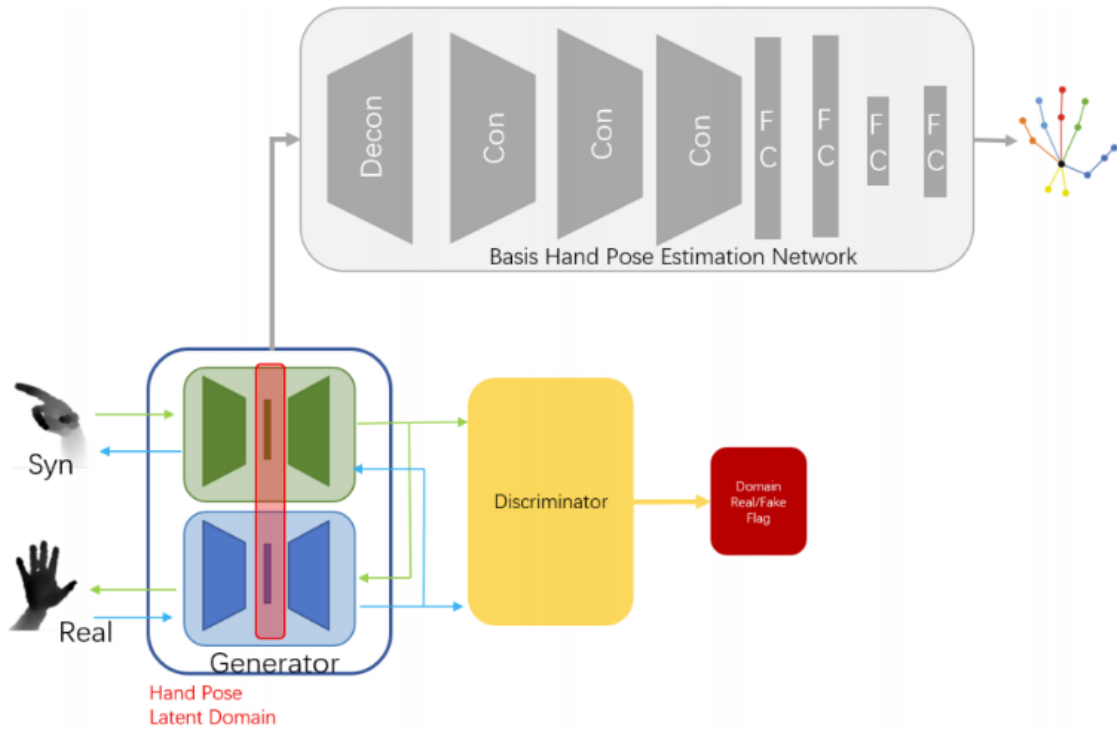 Decon
Con
Con
Con
F
C
F
C
F
C
F
C
Basis Hand Pose Estimation Network
Syn
Real
Generator
Hand Pose
Latent Domain
Discriminator
Domain
Real/Fake
Flag